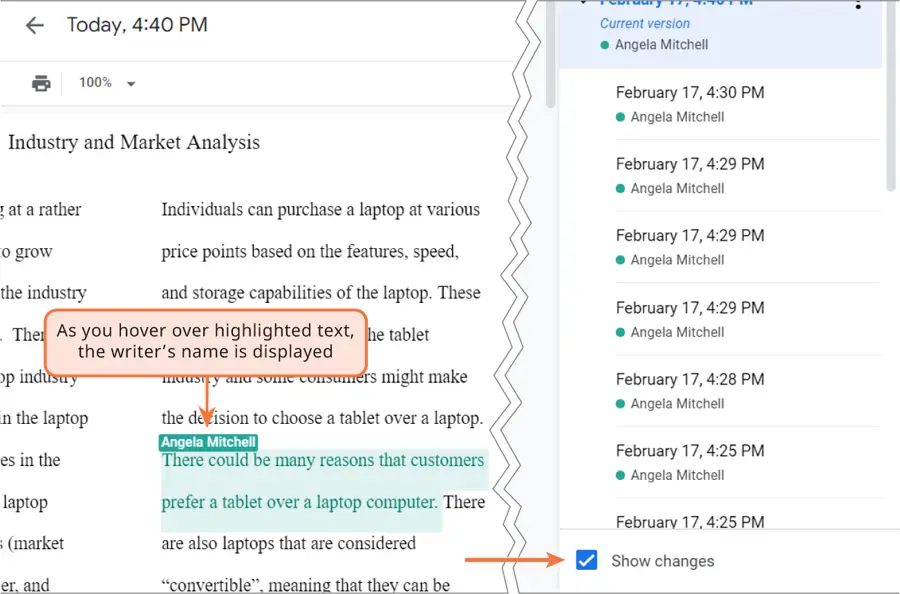 Today, 4:40 PM
100%
Industry and Market Analysis
at a rather
to grow
the industry
. Ther
op industry
in the laptop
es in the
laptop
s (market
er, and
Individuals can purchase a laptop at various
price points based on the features, speed,
and storage capabilities of the laptop. These
he tablet
industry and some consumers might make
the decision to choose a tablet over a laptop.
As you hover over highlighted text,
the writer’s name is displayed
Angela Mitchell
There could be many reasons that customers
prefer a tablet over a laptop computer. There
are also laptops that are considered
“convertible”, meaning that they can be
February 17, 4:40 PM
Current version
Angela Mitchell
February 17, 4:30 PM
Angela Mitchell
February 17, 4:29 PM
Angela Mitchell
February 17, 4:29 PM
Angela Mitchell
February 17, 4:29 PM
Angela Mitchell
February 17, 4:28 PM
Angela Mitchell
February 17, 4:25 PM
Angela Mitchell
February 17, 4:25 PM
Show changes